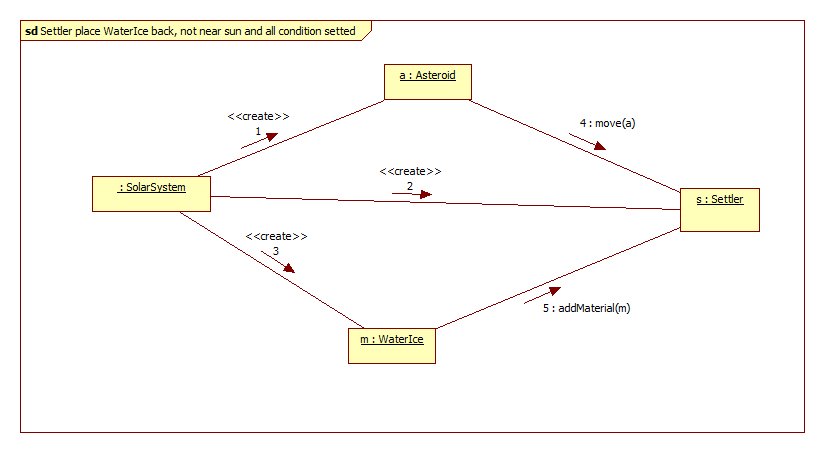 sd Settler place WaterIce back, not near sun and all condition setted
a : Asteroid
<<create>>
1
4 : move(a)
<<create>>
2
: SolarSystem
s : Settler
<<create>>
3
5 : addMaterial(m)
m : WaterIce